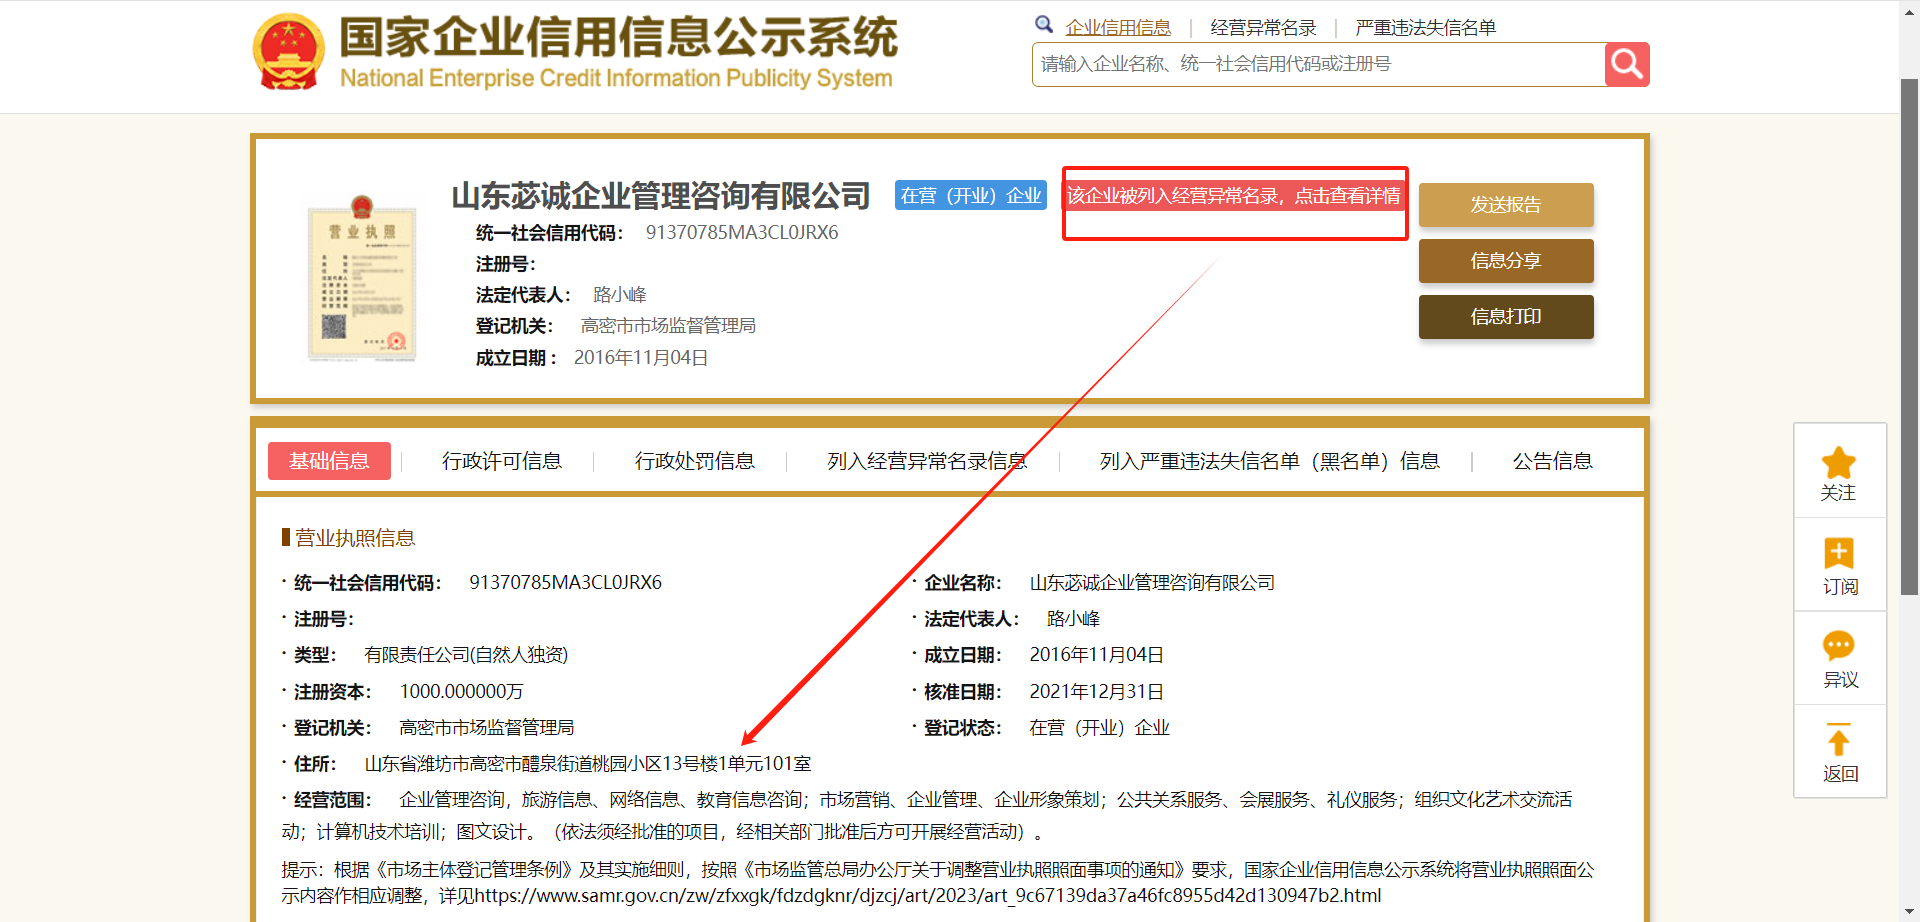 国家企业信用信息公示系统
National Enterprise Credit Information Publicity System
企业信用信息 | 经营异常名录 | 严重违法失信名单
请输入企业名称、统一社会信用代码或注册号
山东苾诚企业管理咨询有限公司 在营（开业）企业 该企业被列入经营异常名录，点击查看详情
营业执照
统一社会信用代码： 91370785MA3CL0JRX6
注册号：
法定代表人： 路小峰
登记机关： 高密市市场监督管理局
成立日期： 2016年11月04日
发送报告
信息分享
信息打印
基础信息 | 行政许可信息 | 行政处罚信息 | 列入经营异常名录信息 | 列入严重违法失信名单（黑名单）信息 | 公告信息
营业执照信息
· 统一社会信用代码： 91370785MA3CL0JRX6
· 企业名称： 山东苾诚企业管理咨询有限公司
· 注册号：
· 法定代表人： 路小峰
· 类型： 有限责任公司(自然人独资)
· 成立日期： 2016年11月04日
· 注册资本： 1000.000000万
· 核准日期： 2021年12月31日
· 登记机关： 高密市市场监督管理局
· 登记状态： 在营（开业）企业
· 住所： 山东省潍坊市高密市醴泉街道桃园小区13号楼1单元101室
· 经营范围： 企业管理咨询，旅游信息、网络信息、教育信息咨询；市场营销、企业管理、企业形象策划；公共关系服务、会展服务、礼仪服务；组织文化艺术交流活
动；计算机技术培训；图文设计。（依法须经批准的项目，经相关部门批准后方可开展经营活动）。
提示：根据《市场主体登记管理条例》及其实施细则，按照《市场监管总局办公厅关于调整营业执照照面事项的通知》要求，国家企业信用信息公示系统将营业执照照面公
示内容作相应调整，详见https://www.samr.gov.cn/zw/zfxxgk/fdzdgknr/djzcj/art/2023/art_9c67139da37a46fc8955d42d130947b2.html
关注
订阅
异议
返回